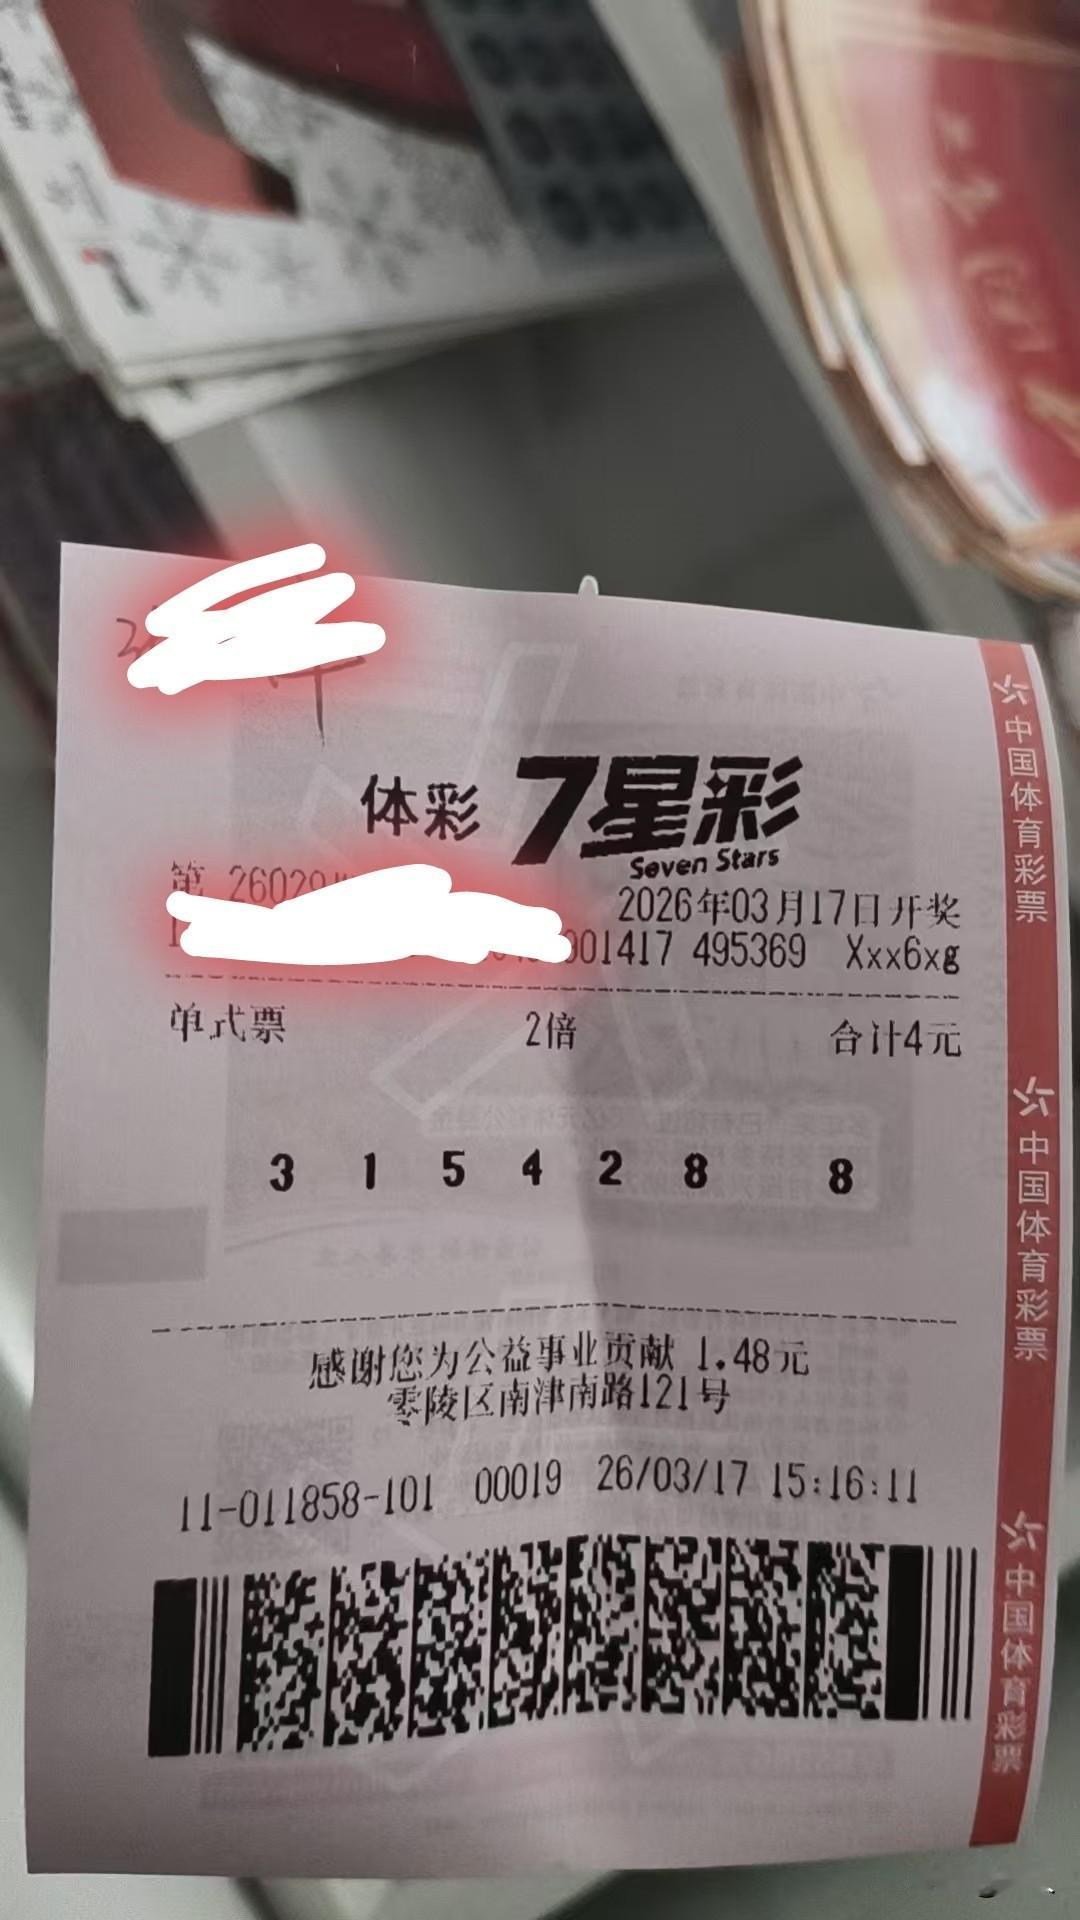 体彩 7星彩
Seven Stars
第 26029
2026年03月17日开奖
001417 495369 Xxx6xg
单式票 2倍 合计4元
3 1 5 4 2 8 8
感谢您为公益事业贡献 1.48元
零陵区南津南路121号
11-011858-101 00019 26/03/17 15:16:11
中国体育彩票
中国体育彩票
中国体育彩票